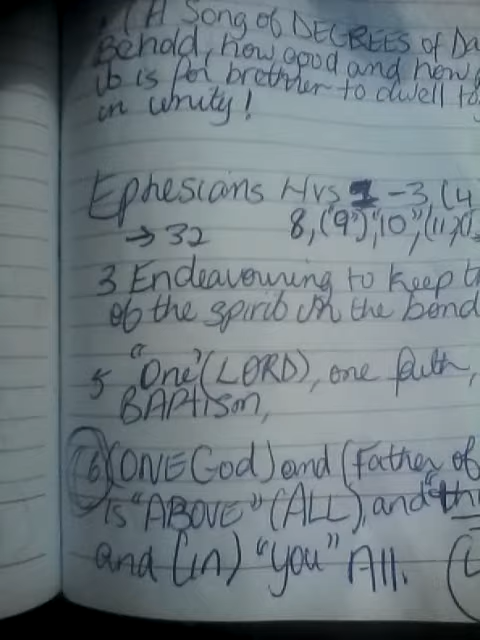 (A Song of DEGREES of Da
Behold, how good and how
it is for brethren to dwell to
in unity!
Ephesians 4 vs 1 -3, (4
→ 32 8, ("9"), "10", (11)
3 Endeavouring to keep t
of the spirit in the bond
5 "One" (LORD), one faith,
BAPtism,
(6) (ONE God) and (Father of
is "ABOVE" (ALL), and "th
and (in) "you" All.